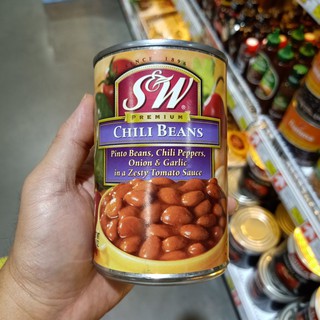 SINCE 1896
S&W
PREMIUM
CHILI BEANS
Pinto Beans, Chili Peppers,
Onion & Garlic
in a Zesty Tomato Sauce